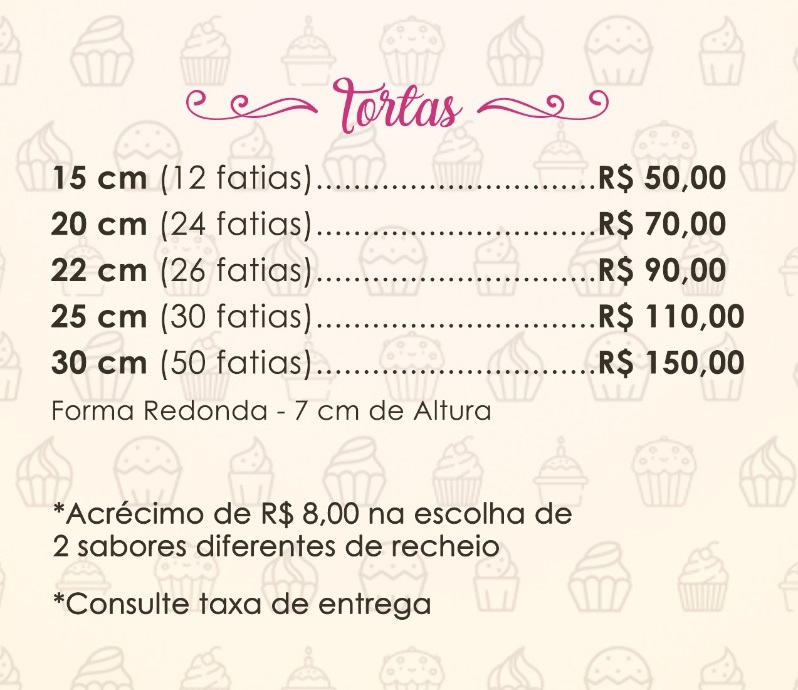 Tortas
15 cm (12 fatias)..............................R$ 50,00
20 cm (24 fatias)..............................R$ 70,00
22 cm (26 fatias)..............................R$ 90,00
25 cm (30 fatias)..............................R$ 110,00
30 cm (50 fatias)..............................R$ 150,00
Forma Redonda - 7 cm de Altura
*Acrécimo de R$ 8,00 na escolha de
2 sabores diferentes de recheio
*Consulte taxa de entrega